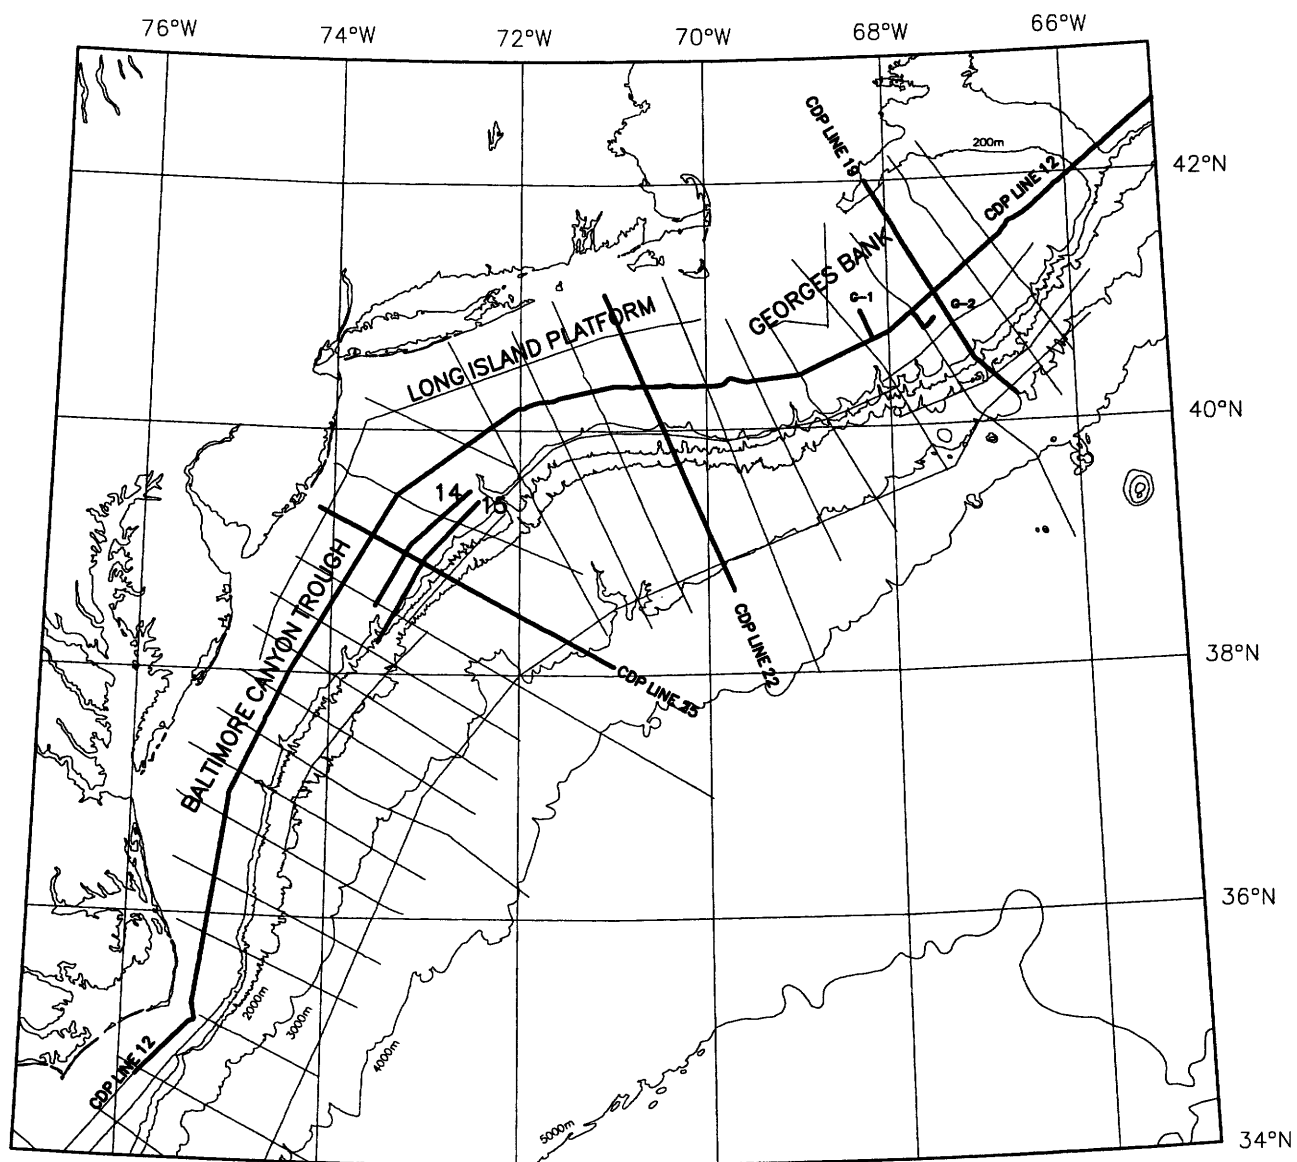 76°W
74°W
72°W
70°W
68°W
66°W
CDP LINE 19
200m
42°N
CDP LINE 12
GEORGES BANK
G-1
G-2
LONG ISLAND PLATFORM
40°N
14
15
BALTIMORE CANYON TROUGH
CDP LINE 22
38°N
CDP LINE 25
36°N
2000m
3000m
4000m
CDP LINE 12
5000m
34°N